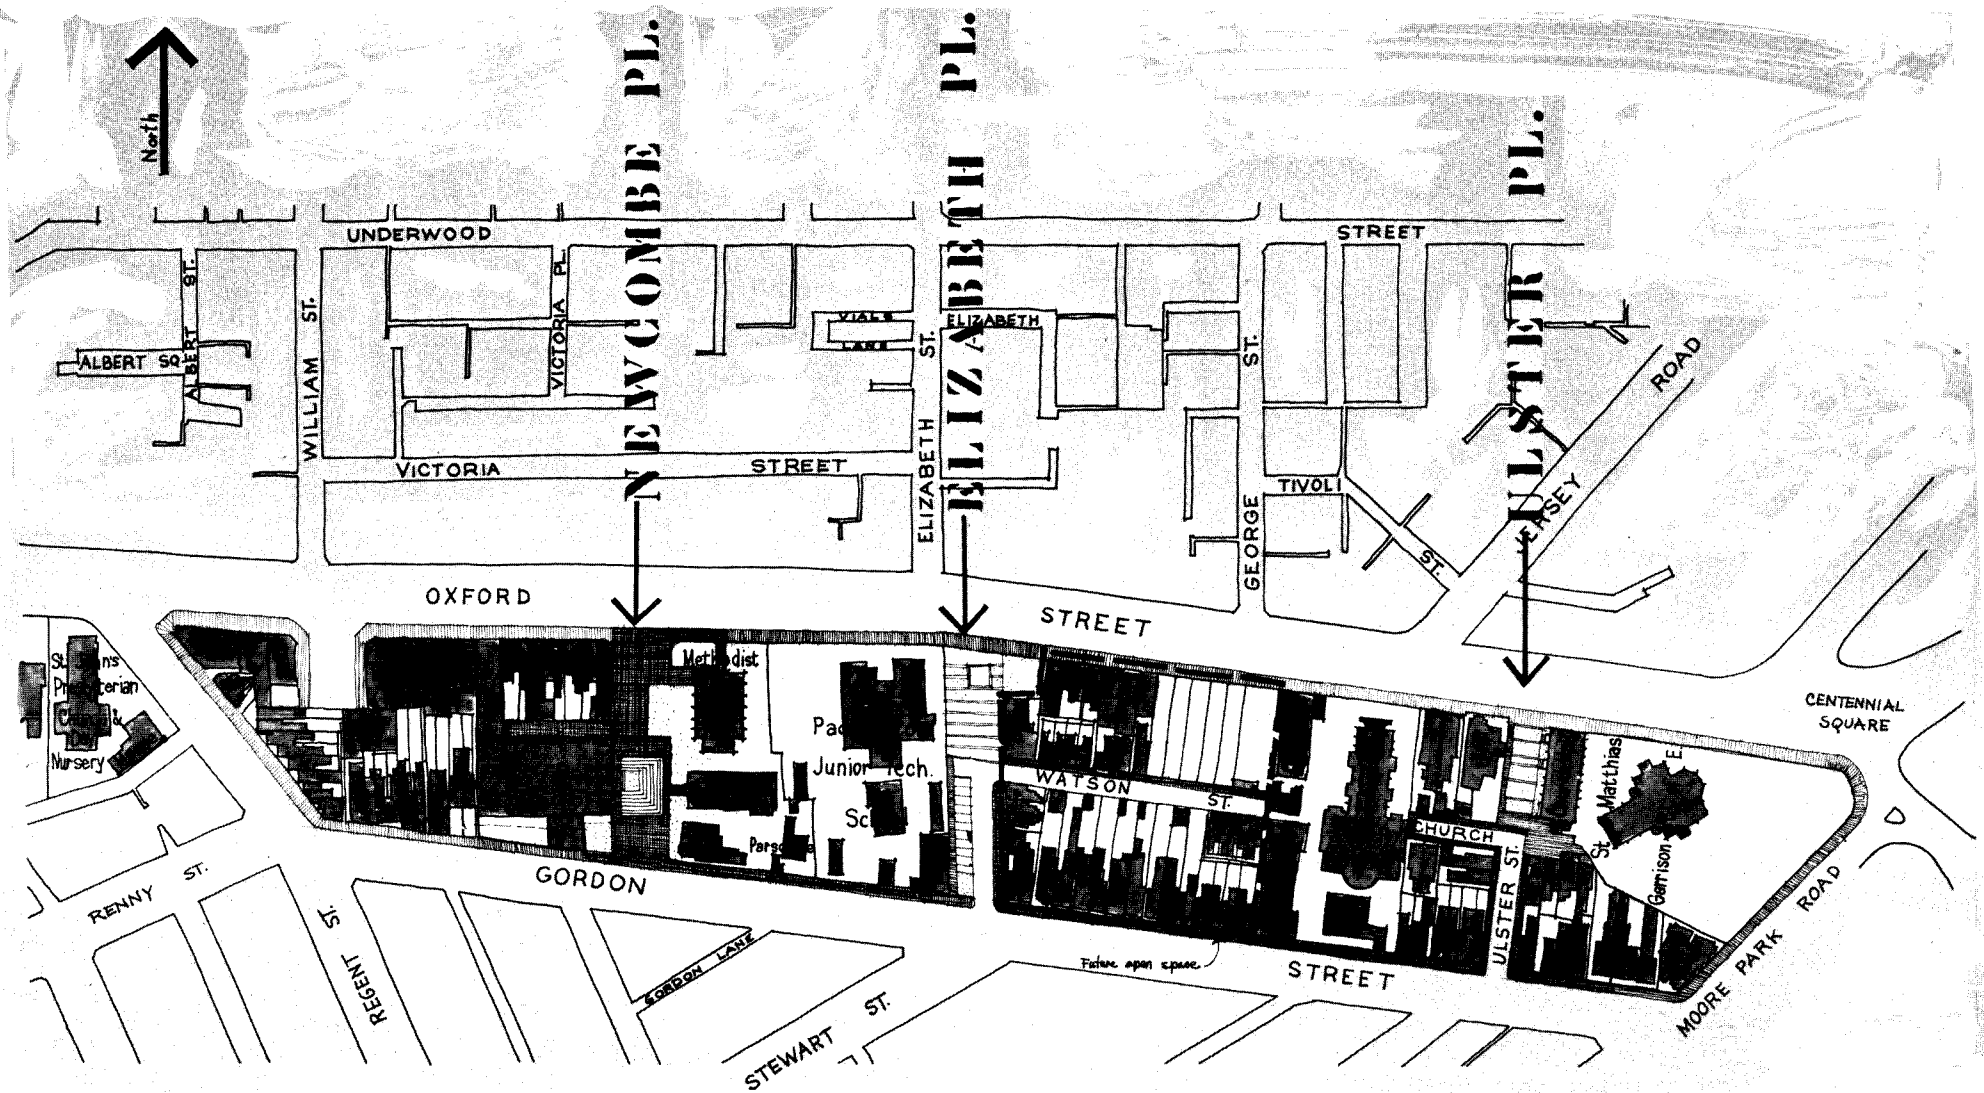 North
NEWCOMBE PL.
ELIZABETH PL.
ULSTER PL.
UNDERWOOD STREET
ALBERT ST.
ALBERT SQ
WILLIAM ST.
VICTORIA PL.
VIALS
LANE
ELIZABETH
ELIZABETH ST.
GEORGE ST.
JERSEY ROAD
VICTORIA STREET
TIVOLI ST.
OXFORD STREET
CENTENNIAL
SQUARE
Nursery
Methodist
Junior Tech.
WATSON ST.
CHURCH
ULSTER ST.
St. Matthias
Garrison
GORDON STREET
RENNY ST.
REGENT ST.
GORDON LANE
STEWART ST.
Future open space
MOORE PARK ROAD